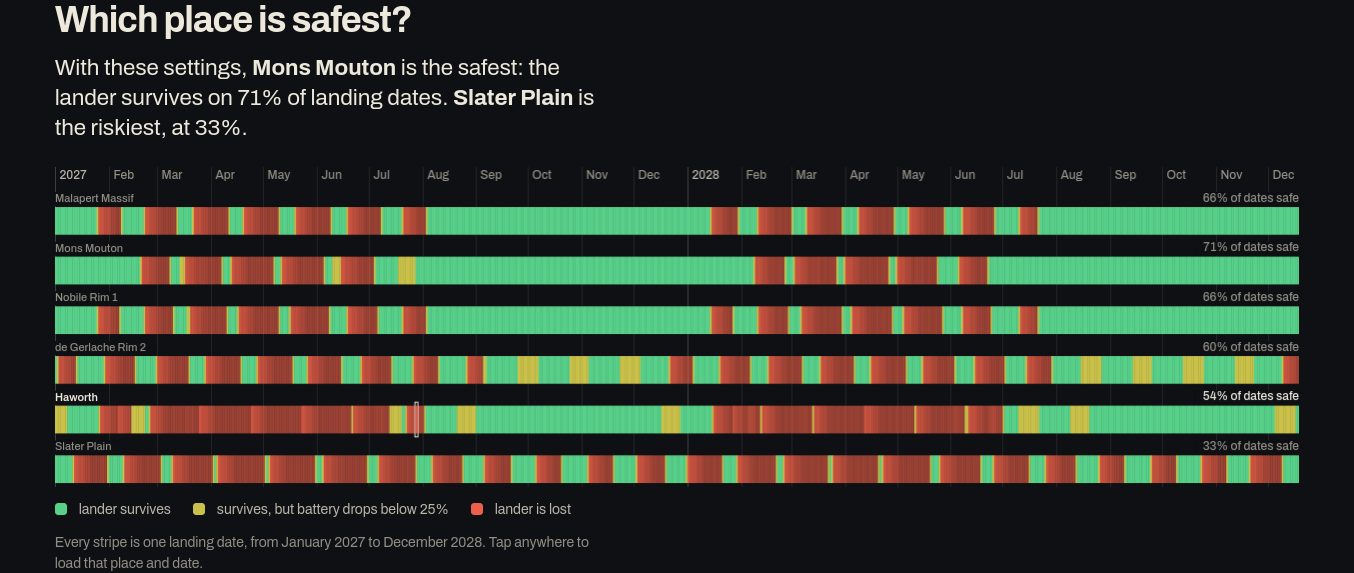 Which place is safest?
With these settings, Mons Mouton is the safest: the
lander survives on 71% of landing dates. Slater Plain is
the riskiest, at 33%.
2027 Feb Mar Apr May Jun Jul Aug Sep Oct Nov Dec 2028 Feb Mar Apr May Jun Jul Aug Sep Oct Nov Dec
Malapert Massif 66% of dates safe
Mons Mouton 71% of dates safe
Nobile Rim 1 66% of dates safe
de Gerlache Rim 2 60% of dates safe
Haworth 54% of dates safe
Slater Plain 33% of dates safe
lander survives survives, but battery drops below 25% lander is lost
Every stripe is one landing date, from January 2027 to December 2028. Tap anywhere to
load that place and date.